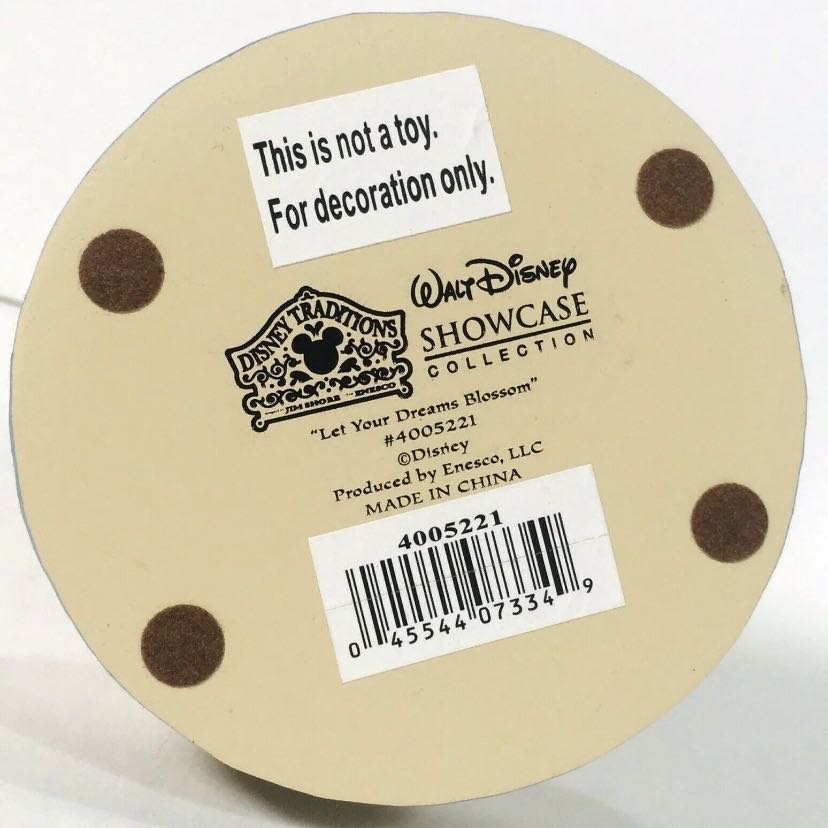 This is not a toy.
For decoration only.
DISNEY TRADITIONS
JIM SHORE
ENESCO
WALT DISNEY
SHOWCASE
COLLECTION
"Let Your Dreams Blossom"
#4005221
©Disney
Produced by Enesco, LLC
MADE IN CHINA
4005221
0 45544 07334 9